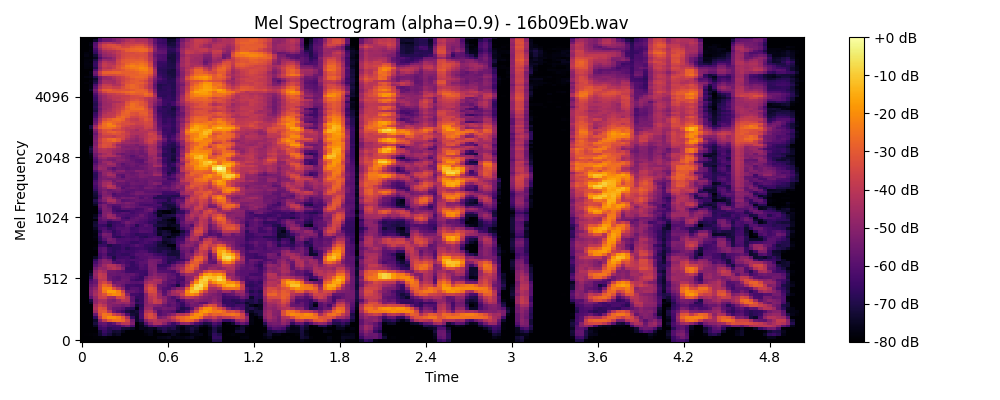 Mel Spectrogram (alpha=0.9) - 16b09Eb.wav
Mel Frequency
4096
2048
1024
512
0
0 0.6 1.2 1.8 2.4 3 3.6 4.2 4.8
Time
+0 dB
-10 dB
-20 dB
-30 dB
-40 dB
-50 dB
-60 dB
-70 dB
-80 dB